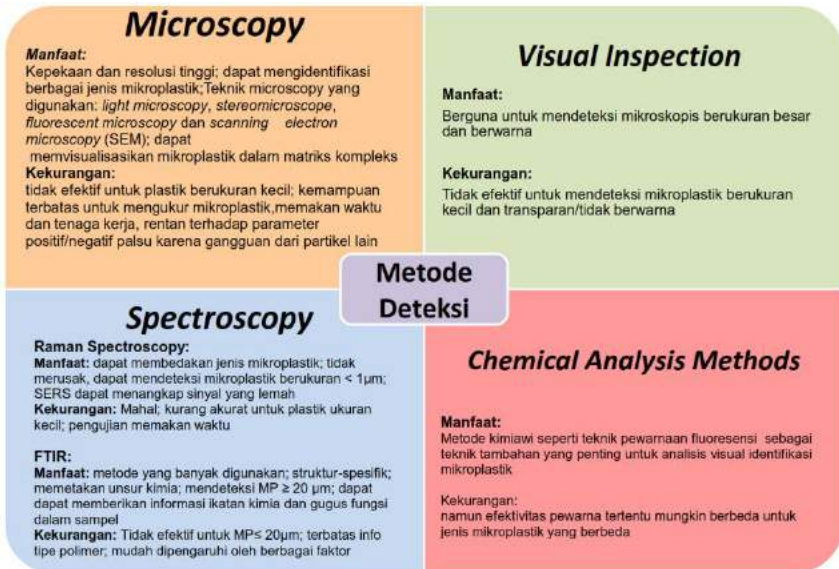 Microscopy
Manfaat:
Kepekaan dan resolusi tinggi; dapat mengidentifikasi
berbagai jenis mikroplastik;Teknik microscopy yang
digunakan: light microscopy, stereomicroscope,
fluorescent microscopy dan scanning electron
microscopy (SEM); dapat
memvisualisasikan mikroplastik dalam matriks kompleks
Kekurangan:
tidak efektif untuk plastik berukuran kecil; kemampuan
terbatas untuk mengukur mikroplastik,memakan waktu
dan tenaga kerja, rentan terhadap parameter
positif/negatif palsu karena gangguan dari partikel lain
Visual Inspection
Manfaat:
Berguna untuk mendeteksi mikroskopis berukuran besar
dan berwarna
Kekurangan:
Tidak efektif untuk mendeteksi mikroplastik berukuran
kecil dan transparan/tidak berwarna
Metode
Deteksi
Spectroscopy
Raman Spectroscopy:
Manfaat: dapat membedakan jenis mikroplastik; tidak
merusak, dapat mendeteksi mikroplastik berukuran < 1µm;
SERS dapat menangkap sinyal yang lemah
Kekurangan: Mahal; kurang akurat untuk plastik ukuran
kecil; pengujian memakan waktu
FTIR:
Manfaat: metode yang banyak digunakan; struktur-spesifik;
memetakan unsur kimia; mendeteksi MP ≥ 20 µm; dapat
dapat memberikan informasi ikatan kimia dan gugus fungsi
dalam sampel
Kekurangan: Tidak efektif untuk MP≤ 20µm; terbatas info
tipe polimer; mudah dipengaruhi oleh berbagai faktor
Chemical Analysis Methods
Manfaat:
Metode kimiawi seperti teknik pewarnaan fluoresensi sebagai
teknik tambahan yang penting untuk analisis visual identifikasi
mikroplastik
Kekurangan:
namun efektivitas pewarna tertentu mungkin berbeda untuk
jenis mikroplastik yang berbeda